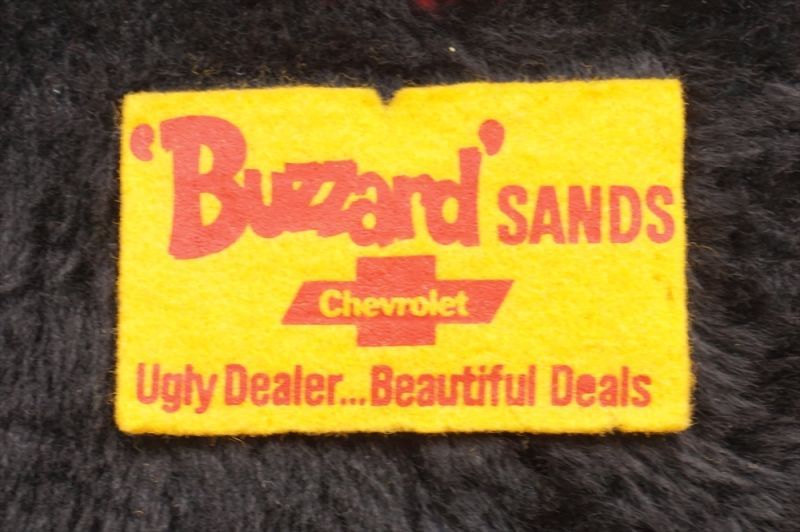 'Buzzard' SANDS
Chevrolet
Ugly Dealer... Beautiful Deals